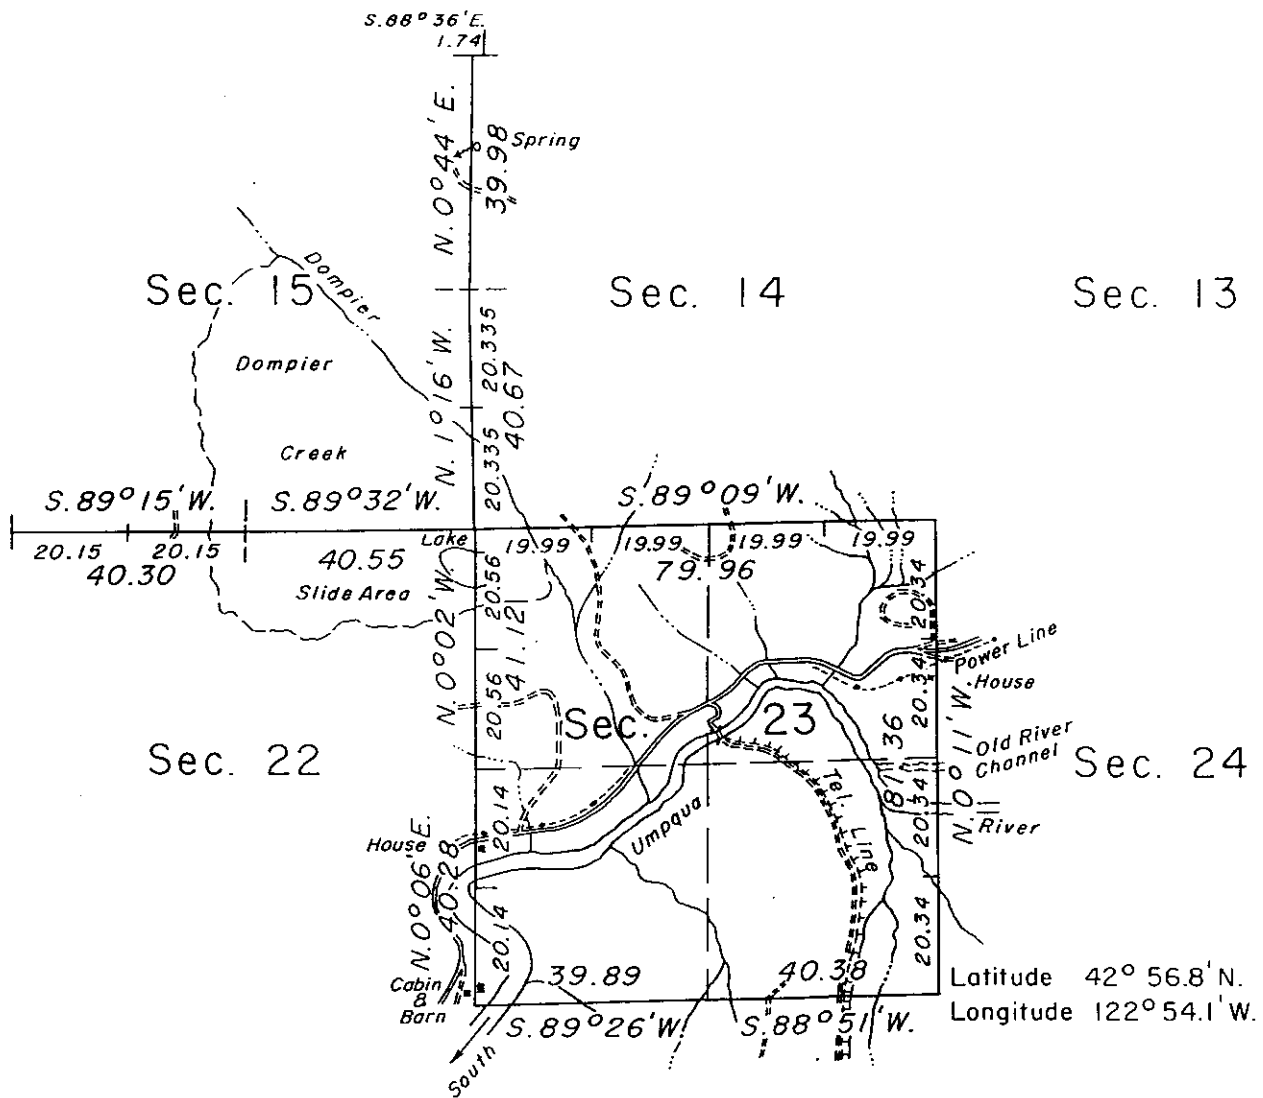 S.88°36'E.
1.74
N.0°44'E.
39.98
Spring
"
Sec. 15
Dompier
Sec. 14
Sec. 13
Dompier
Creek
N.1°16'W.
20.335
40.67
20.335
S.89°15'W.
S.89°32'W.
S.89°09'W.
20.15
20.15
40.30
40.55
Lake
19.99
19.99
19.99
19.99
79.96
Slide Area
N.0°02'W.
20.56
41.12
20.56
20.34
20.34
Power Line
House
Sec. 23
N.0°11'W.
81.36
Old River
Channel
Sec. 22
Sec. 24
20.14
20.34
River
Tel. Line
Umpqua
House
N.0°06'E.
40.28
20.14
20.34
39.89
40.38
Cabin
&
Barn
S.89°26'W.
S.88°51'W.
South
Latitude 42°56.8'N.
Longitude 122°54.1'W.